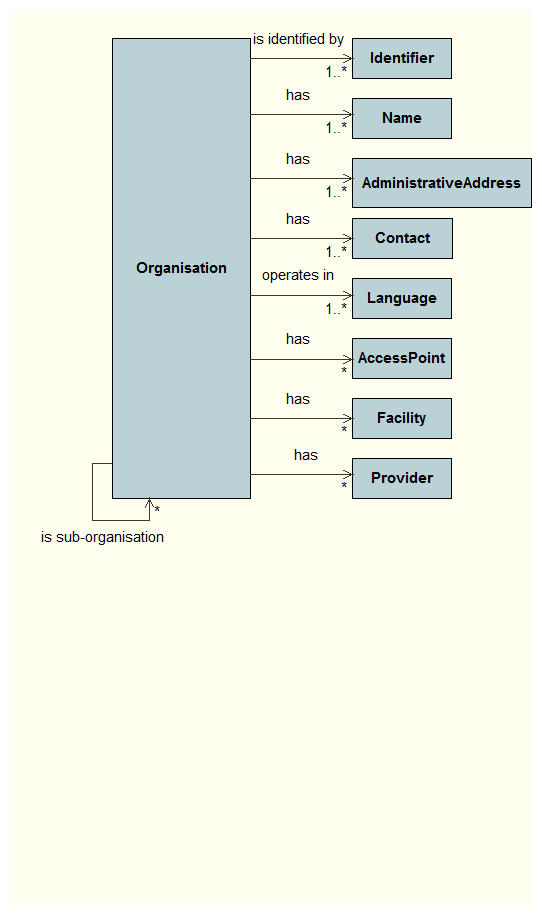 is identified by
Identifier
1..*
has
Name
1..*
has
AdministrativeAddress
1..*
has
Contact
1..*
Organisation
operates in
Language
1..*
has
AccessPoint
*
has
Facility
*
has
Provider
*
*
is sub-organisation